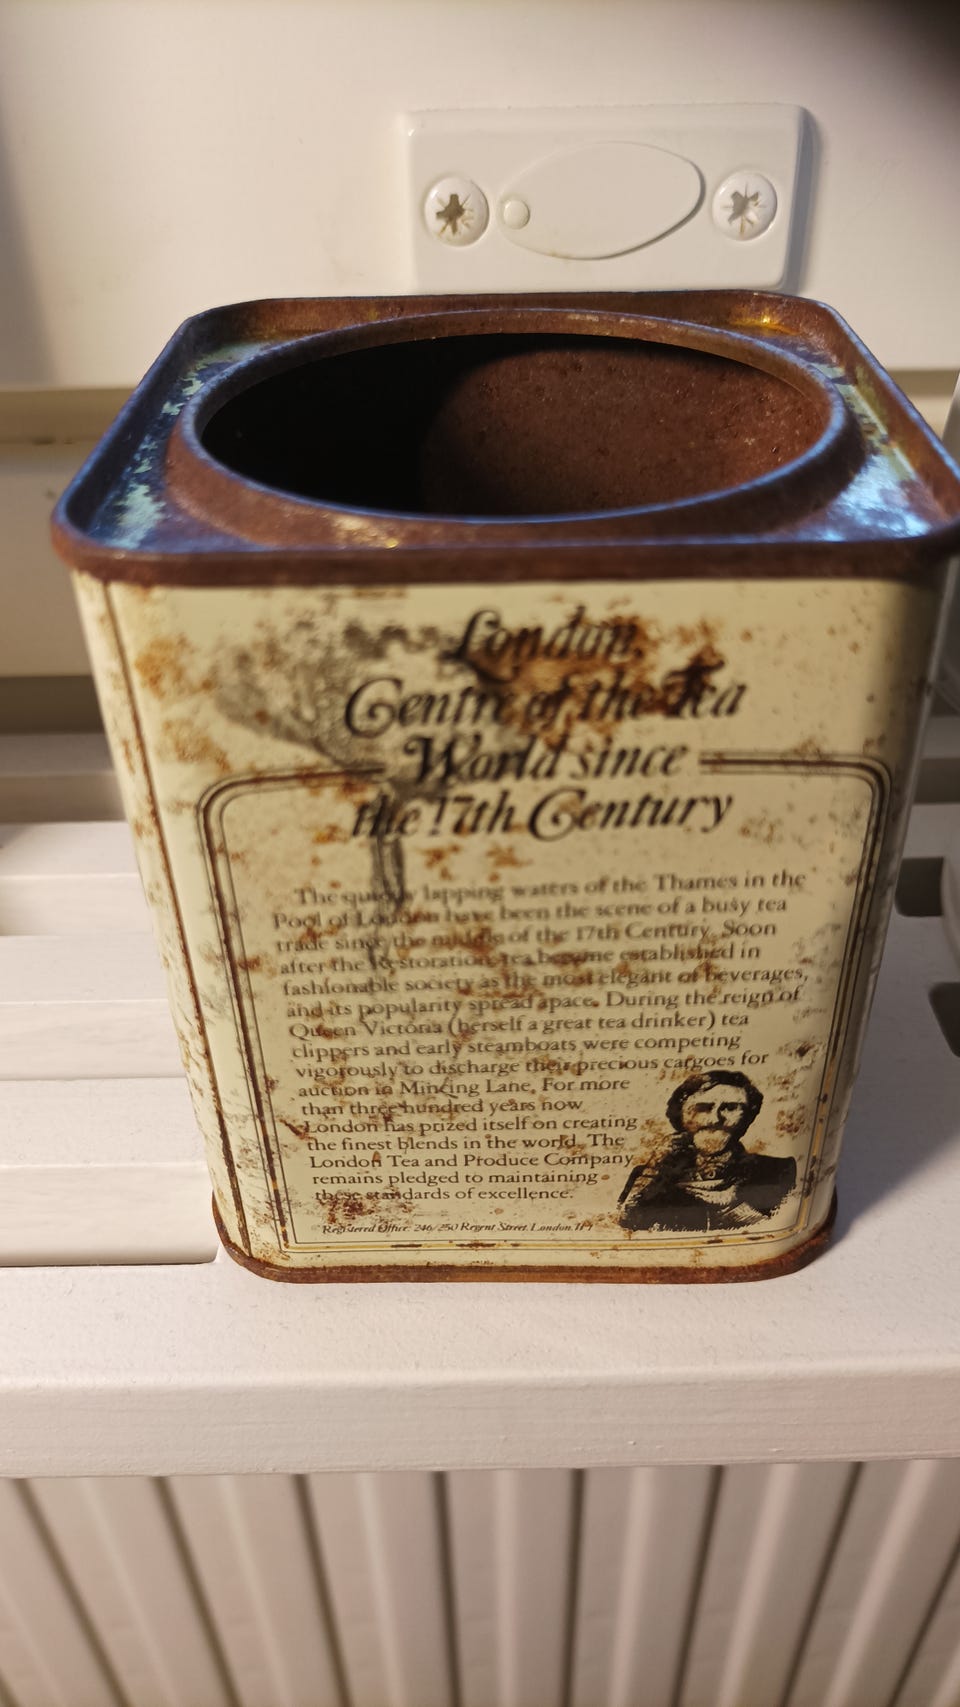 London,
Centre of the Tea
World since
the 17th Century
The quietly lapping waters of the Thames in the
Pool of London have been the scene of a busy tea
trade since the middle of the 17th Century. Soon
after the Restoration tea became established in
fashionable society as the most elegant of beverages,
and its popularity spread apace. During the reign of
Queen Victoria (herself a great tea drinker) tea
clippers and early steamboats were competing
vigorously to discharge their precious cargoes for
auction in Mincing Lane. For more
than three hundred years now
London has prized itself on creating
the finest blends in the world. The
London Tea and Produce Company
remains pledged to maintaining
these standards of excellence.
Registered Office: 246/250 Regent Street, London.